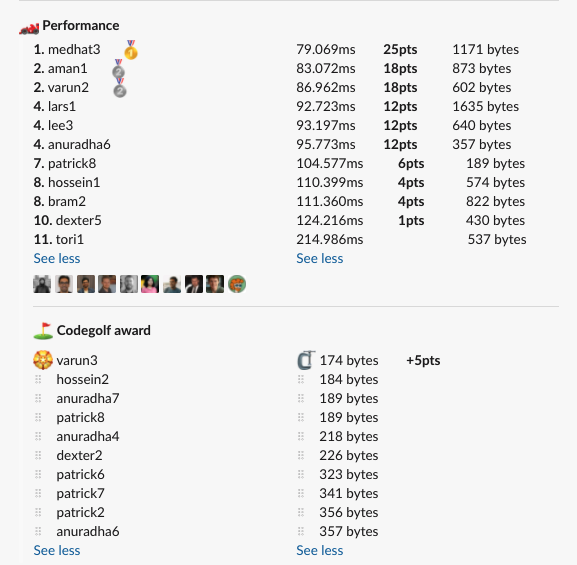 Performance
1. medhat3 79.069ms 25pts 1171 bytes
2. aman1 83.072ms 18pts 873 bytes
2. varun2 86.962ms 18pts 602 bytes
4. lars1 92.723ms 12pts 1635 bytes
4. lee3 93.197ms 12pts 640 bytes
4. anuradha6 95.773ms 12pts 357 bytes
7. patrick8 104.577ms 6pts 189 bytes
8. hossein1 110.399ms 4pts 574 bytes
8. bram2 111.360ms 4pts 822 bytes
10. dexter5 124.216ms 1pts 430 bytes
11. tori1 214.986ms 537 bytes
See less See less
Codegolf award
varun3 174 bytes +5pts
hossein2 184 bytes
anuradha7 189 bytes
patrick8 189 bytes
anuradha4 218 bytes
dexter2 226 bytes
patrick6 323 bytes
patrick7 341 bytes
patrick2 356 bytes
anuradha6 357 bytes
See less See less